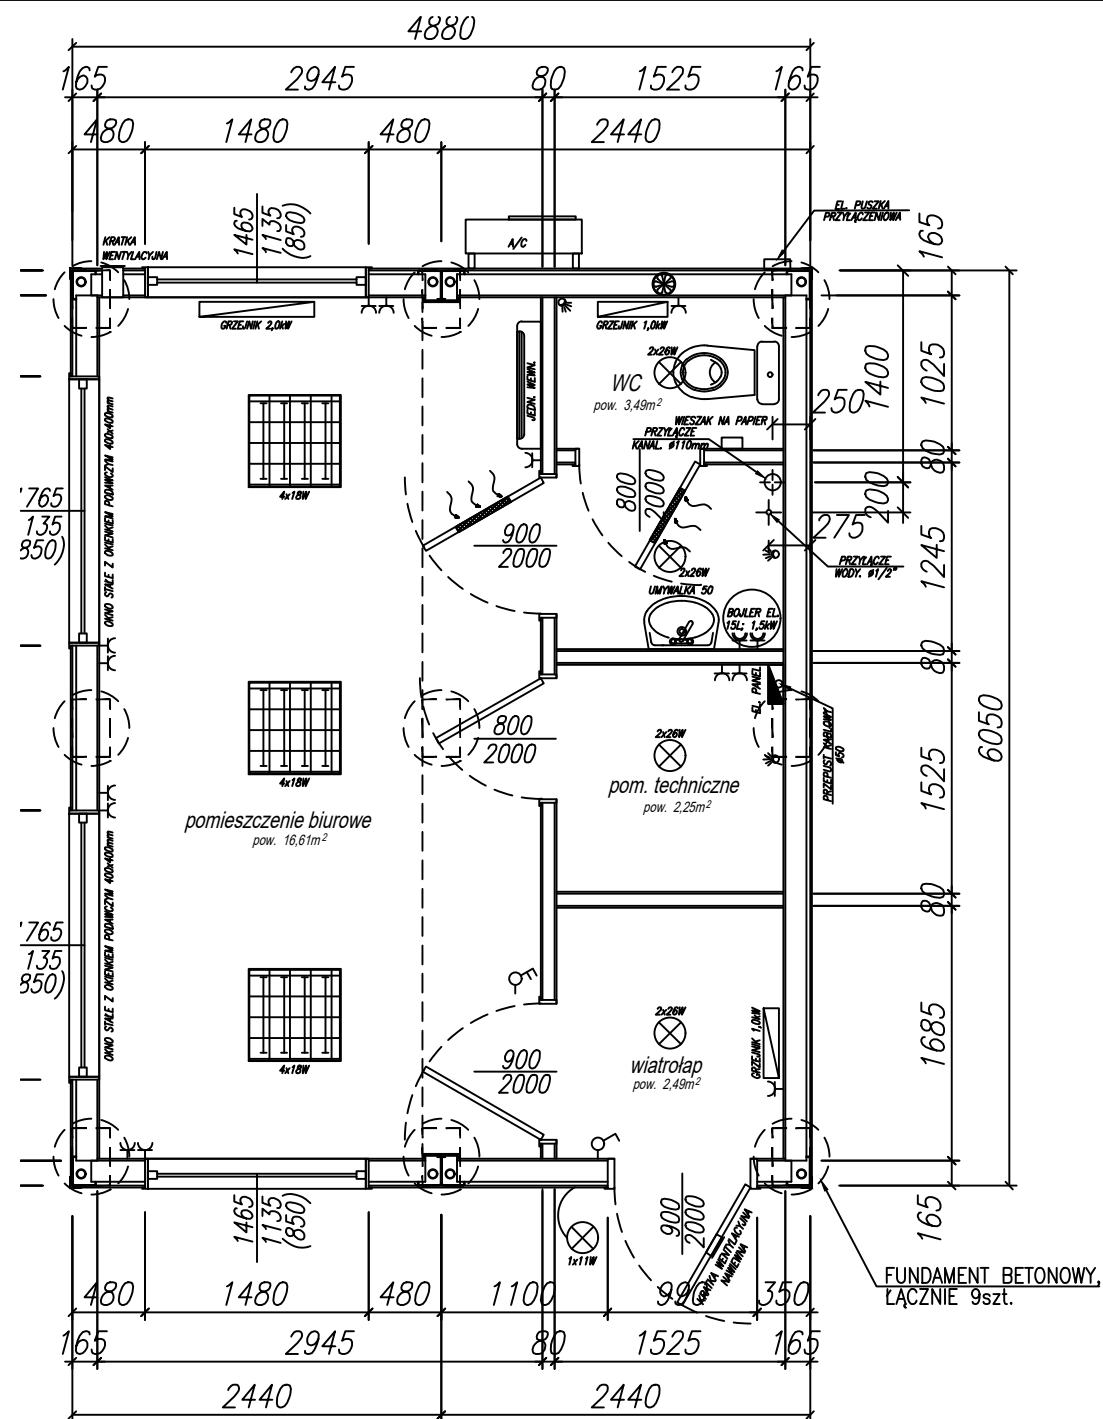 4880
165 2945 80 1525 165
480 1480 480 2440
EL. PUSZKA
PRZYŁĄCZENIOWA
KRATKA
WENTYLACYJNA
1465
1135
(850)
A/C
165
GRZEJNIK 2,0kW
GRZEJNIK 1,0kW
2x26W
WC
pow. 3,49m²
JEDN. WEWN.
WIESZAK NA PAPIER
PRZYŁĄCZE
KANAL. ø110mm
250
1400
1025
80
4x18W
OKNO STAŁE Z OKIENKIEM PODAWCZYM 400x400mm
765
135
850)
900
2000
800
2000
200
275
1245
PRZYŁĄCZE
WODY. ø1/2"
2x26W
UMYWALKA 50
BOJLER EL.
15L; 1,5kW
80
EL. PANEL
PRZEPUST KABLOWY
ø50
6050
800
2000
2x26W
pom. techniczne
pow. 2,25m²
1525
4x18W
pomieszczenie biurowe
pow. 16,61m²
OKNO STAŁE Z OKIENKIEM PODAWCZYM 400x400mm
80
765
135
850)
2x26W
wiatrołap
pow. 2,49m²
GRZEJNIK 1,0kW
1685
4x18W
900
2000
1465
1135
(850)
1x11W
900
2000
KRATKA WENTYLACYJNA
NAWIEWNA
165
FUNDAMENT BETONOWY,
ŁĄCZNIE 9szt.
480 1480 480 1100 350
165 2945 80 1525 165
2440 2440